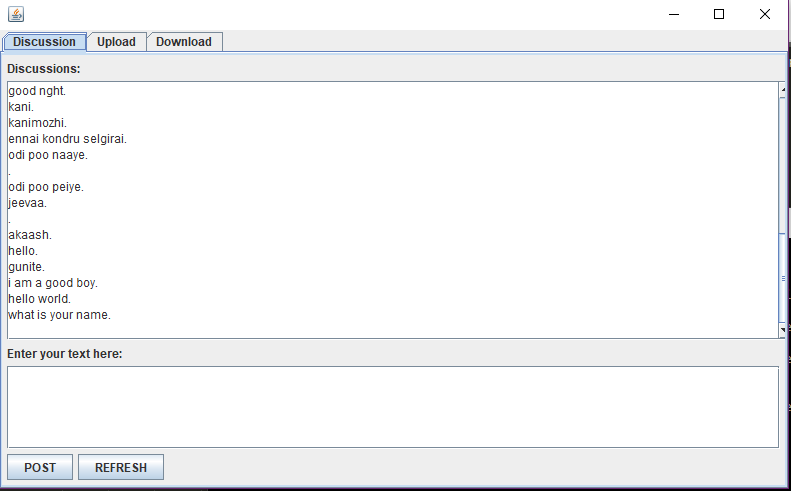 Discussion Upload Download
Discussions:
good nght.
kani.
kanimozhi.
ennai kondru selgirai.
odi poo naaye.
.
odi poo peiye.
jeevaa.
.
akaash.
hello.
gunite.
i am a good boy.
hello world.
what is your name.
Enter your text here:
POST REFRESH